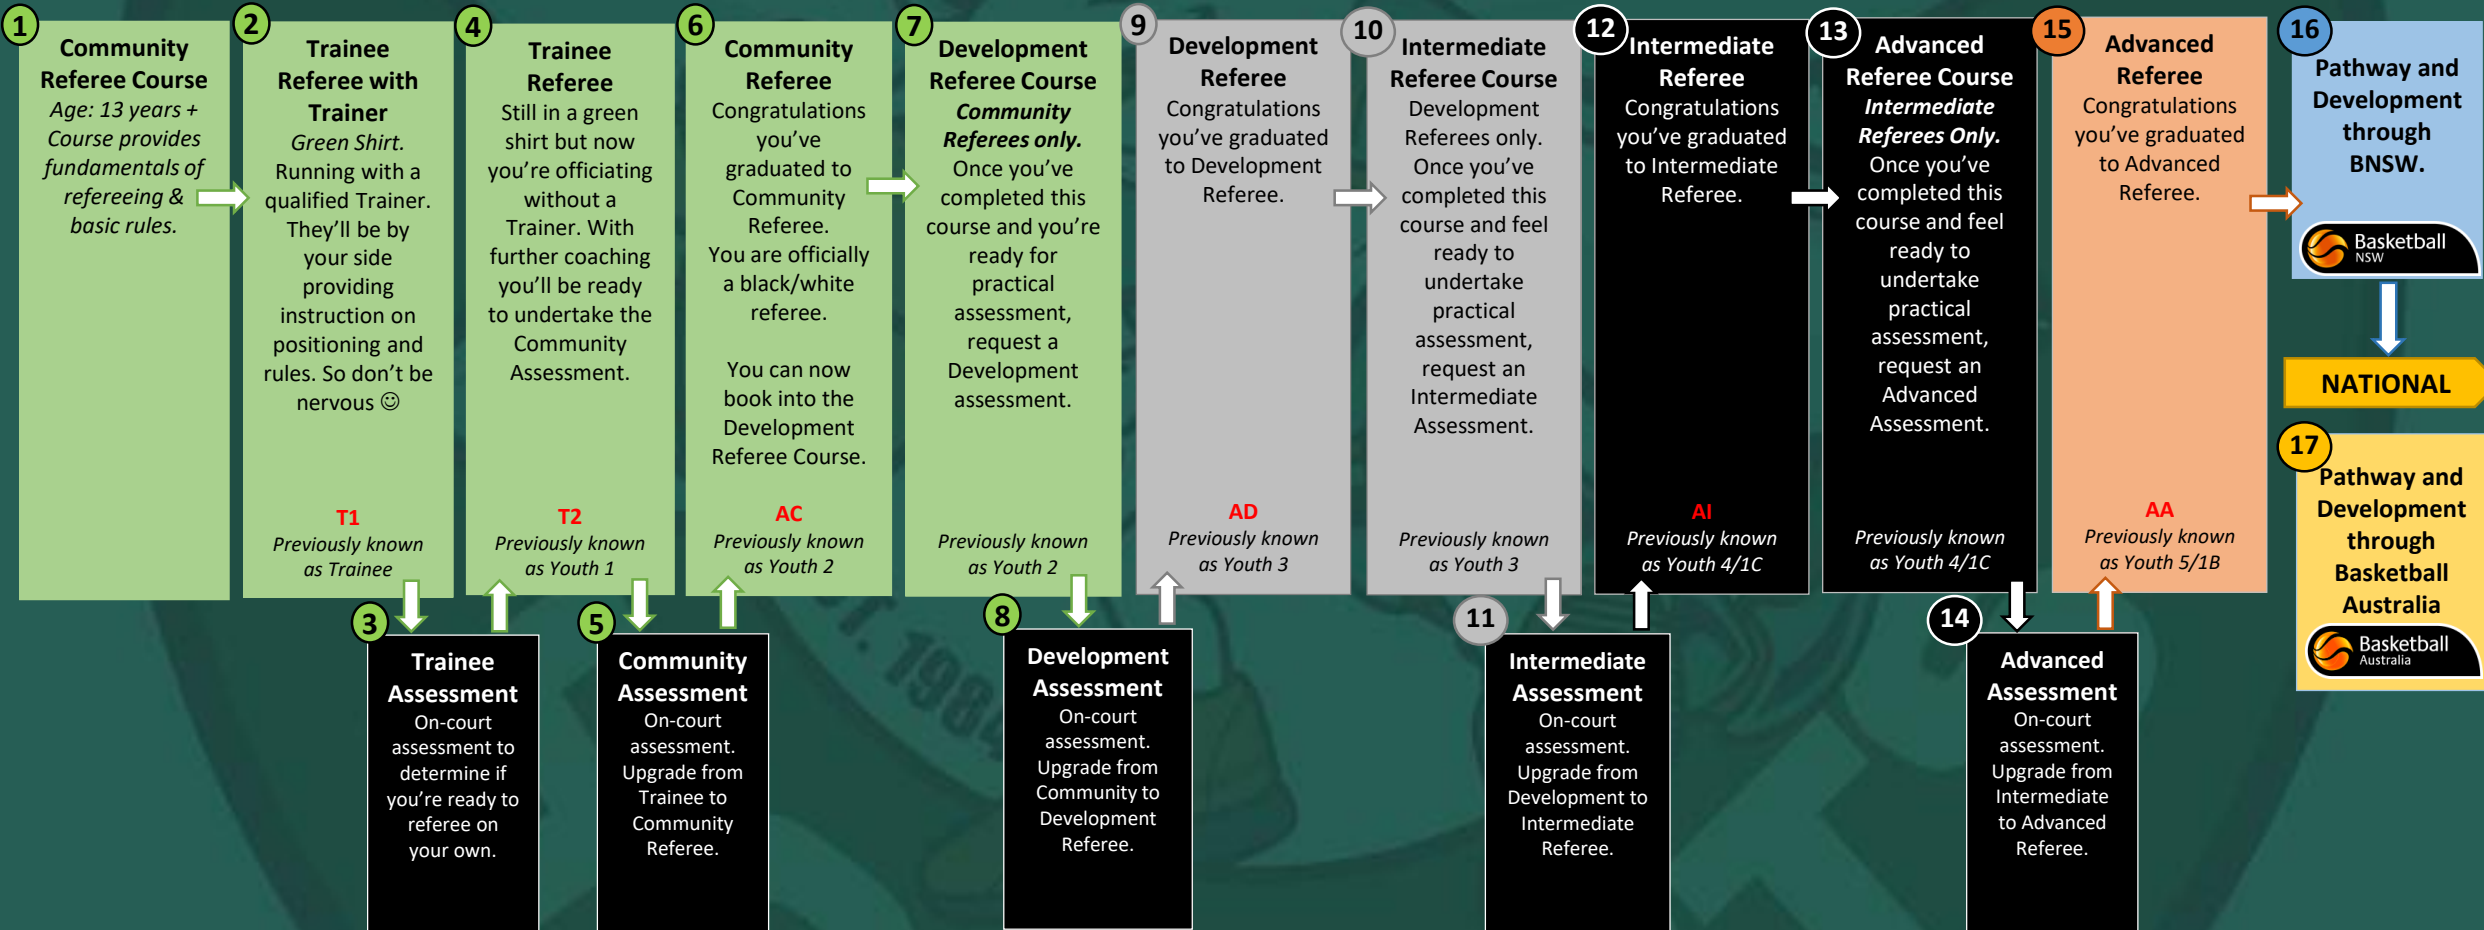 1
Community
Referee Course
Age: 13 years +
Course provides
fundamentals of
refereeing &
basic rules.
2
Trainee
Referee with
Trainer
Green Shirt.
Running with a
qualified Trainer.
They'll be by
your side
providing
instruction on
positioning and
rules. So don't be
nervous ☺
T1
Previously known
as Trainee
3
Trainee
Assessment
On-court
assessment to
determine if
you're ready to
referee on
your own.
4
Trainee
Referee
Still in a green
shirt but now
you're officiating
without a
Trainer. With
further coaching
you'll be ready
to undertake the
Community
Assessment.
T2
Previously known
as Youth 1
5
Community
Assessment
On-court
assessment.
Upgrade from
Trainee to
Community
Referee.
6
Community
Referee
Congratulations
you've
graduated to
Community
Referee.
You are officially
a black/white
referee.
You can now
book into the
Development
Referee Course.
AC
Previously known
as Youth 2
7
Development
Referee Course
Community
Referees only.
Once you've
completed this
course and you're
ready for
practical
assessment,
request a
Development
assessment.
Previously known
as Youth 2
8
Development
Assessment
On-court
assessment.
Upgrade from
Community to
Development
Referee.
9
Development
Referee
Congratulations
you've graduated
to Development
Referee.
AD
Previously known
as Youth 3
10
Intermediate
Referee Course
Development
Referees only.
Once you've
completed this
course and feel
ready to
undertake
practical
assessment,
request an
Intermediate
Assessment.
Previously known
as Youth 3
11
Intermediate
Assessment
On-court
assessment.
Upgrade from
Development to
Intermediate
Referee.
12
Intermediate
Referee
Congratulations
you've graduated
to Intermediate
Referee.
AI
Previously known
as Youth 4/1C
13
Advanced
Referee Course
Intermediate
Referees Only.
Once you've
completed this
course and feel
ready to
undertake
practical
assessment,
request an
Advanced
Assessment.
Previously known
as Youth 4/1C
14
Advanced
Assessment
On-court
assessment.
Upgrade from
Intermediate
to Advanced
Referee.
15
Advanced
Referee
Congratulations
you've graduated
to Advanced
Referee.
AA
Previously known
as Youth 5/1B
16
Pathway and
Development
through
BNSW.
Basketball
NSW
NATIONAL
17
Pathway and
Development
through
Basketball
Australia
Basketball
Australia
T. 1984